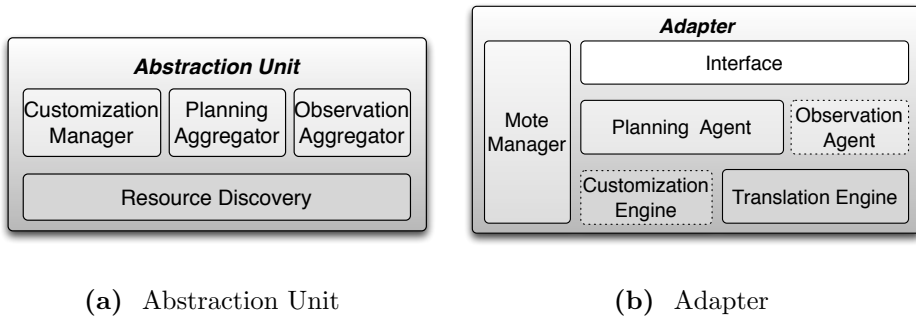 Abstraction Unit
Customization
Manager
Planning
Aggregator
Observation
Aggregator
Resource Discovery
(a) Abstraction Unit
Adapter
Mote
Manager
Interface
Planning Agent
Observation
Agent
Customization
Engine
Translation Engine
(b) Adapter